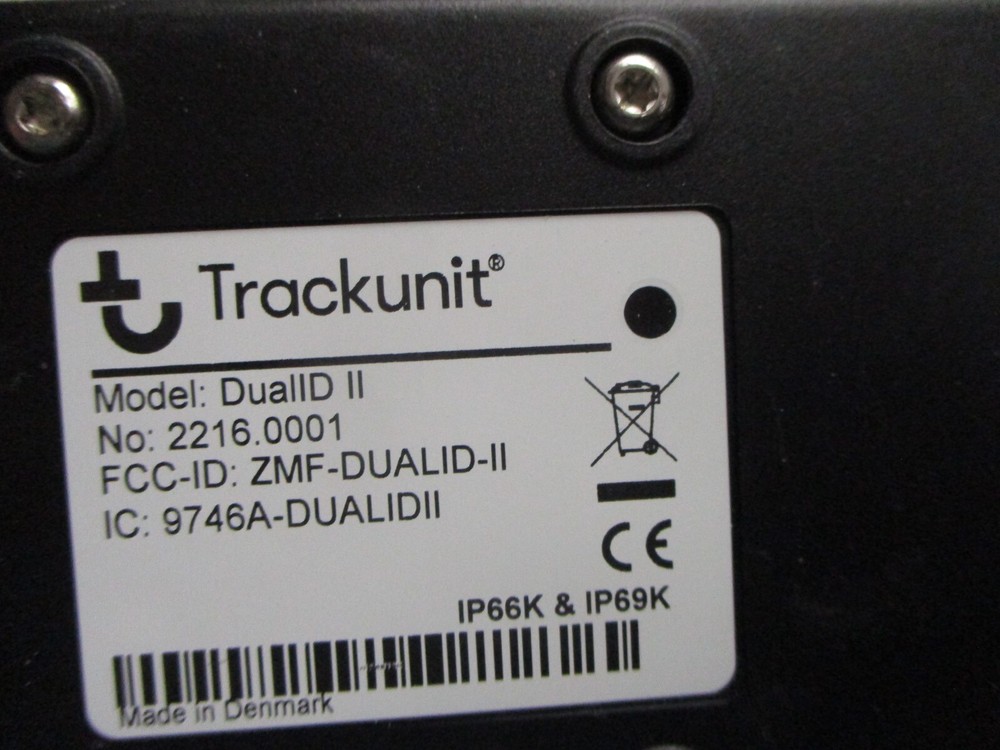 Trackunit®
Model: DualID II
No: 2216.0001
FCC-ID: ZMF-DUALID-II
IC: 9746A-DUALIDII
CE
IP66K & IP69K
Made in Denmark